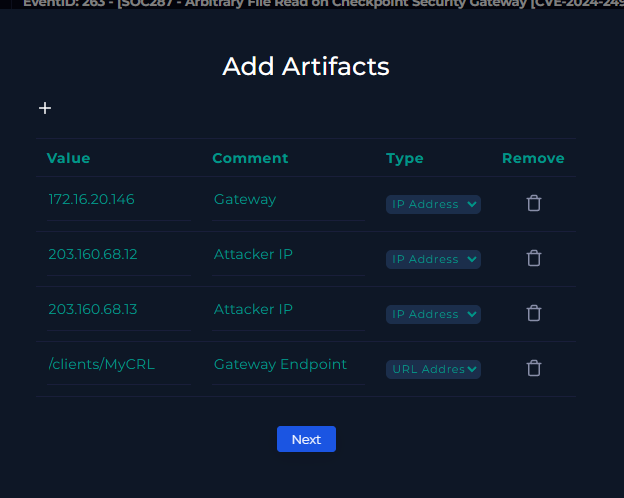 EventID: 263 - [SOC287 - Arbitrary File Read on Checkpoint Security Gateway [CVE-2024-249
Add Artifacts
+
Value Comment Type Remove
172.16.20.146 Gateway IP Address
203.160.68.12 Attacker IP IP Address
203.160.68.13 Attacker IP IP Address
/clients/MyCRL Gateway Endpoint URL Addres
Next